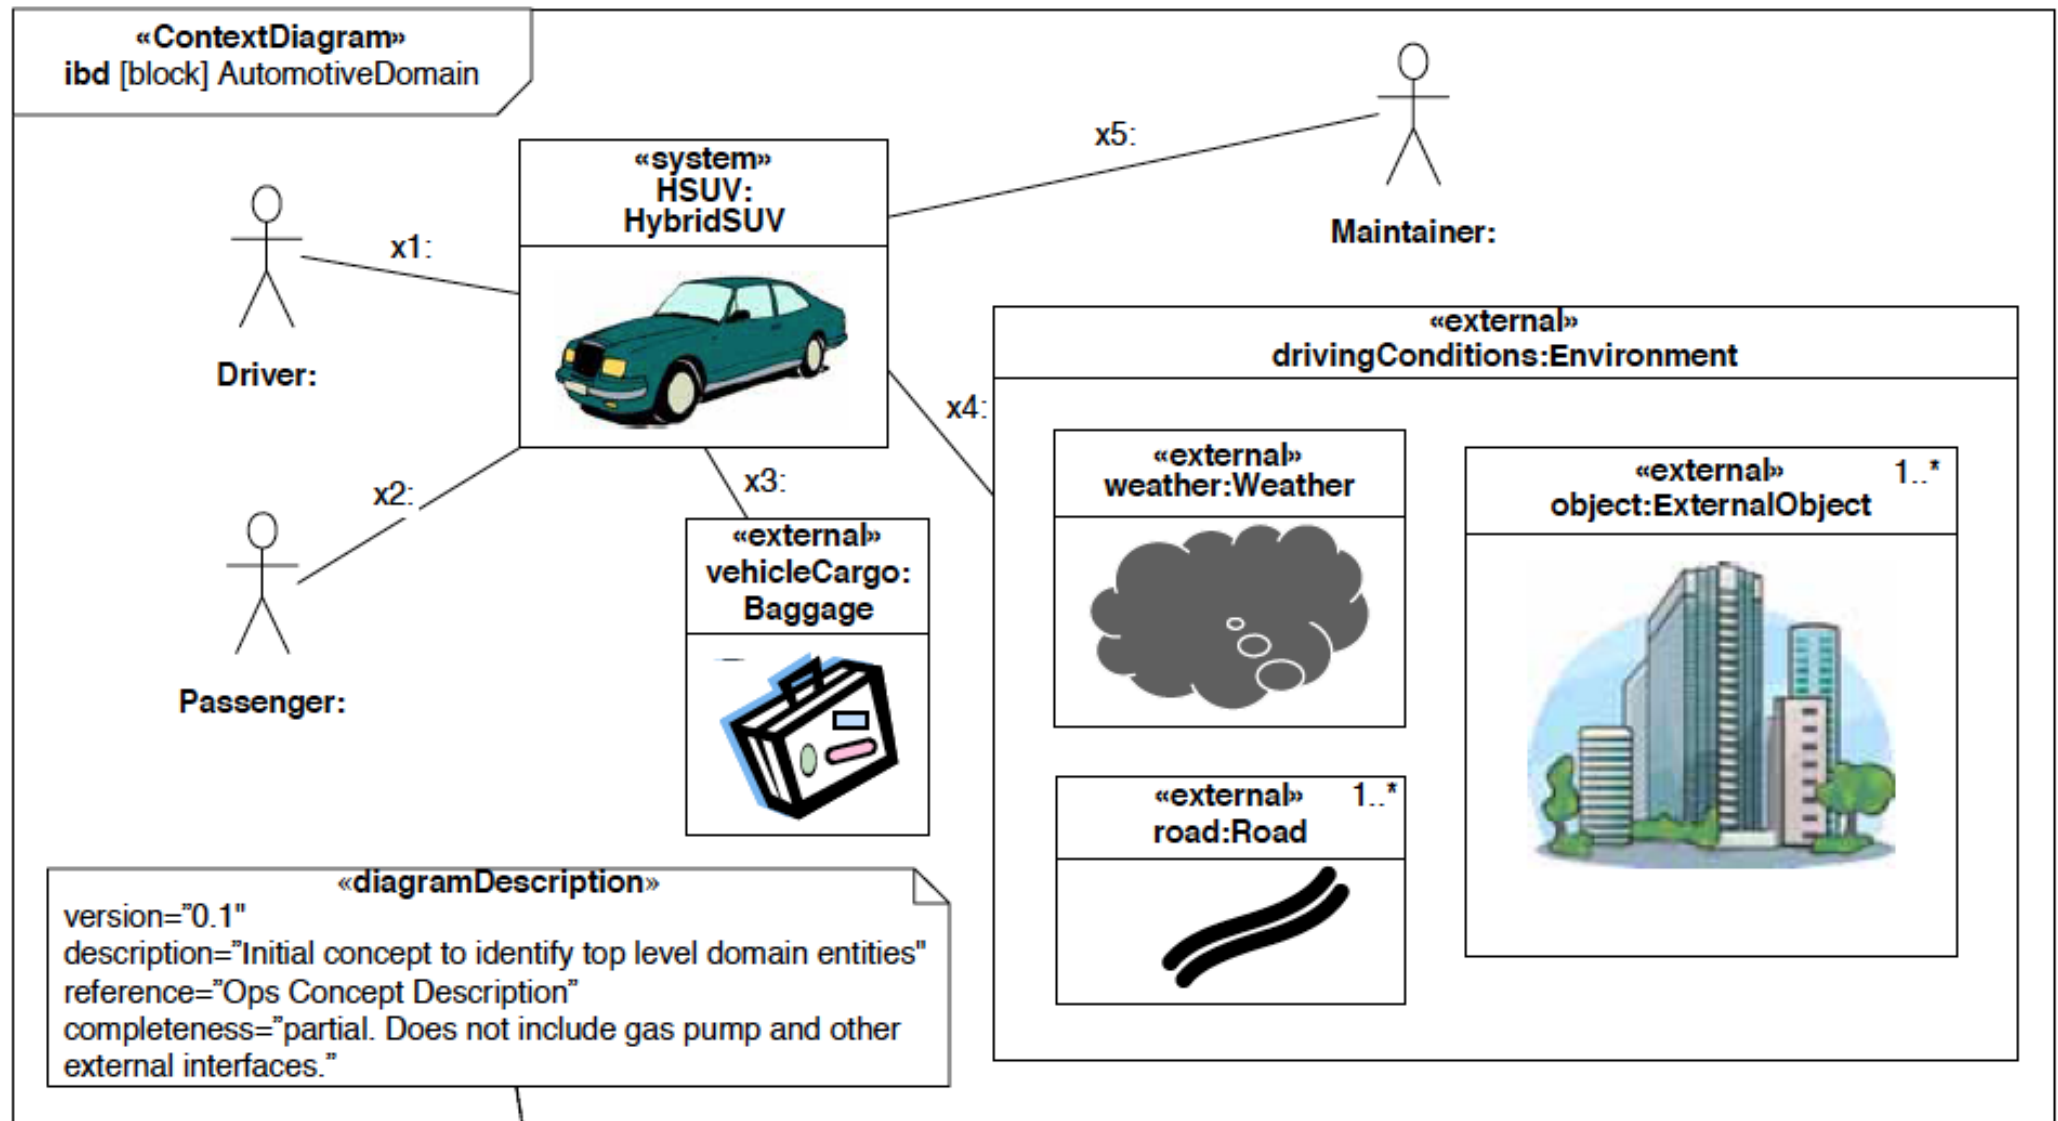 «ContextDiagram»
ibd [block] AutomotiveDomain
x5:
«system»
HSUV:
HybridSUV
Maintainer:
x1:
Driver:
«external»
drivingConditions:Environment
x4:
x2:
x3:
«external»
weather:Weather
«external» 1..*
object:ExternalObject
«external»
vehicleCargo:
Baggage
Passenger:
«external» 1..*
road:Road
«diagramDescription»
version=”0.1"
description=”Initial concept to identify top level domain entities"
reference=”Ops Concept Description”
completeness=”partial. Does not include gas pump and other
external interfaces.”